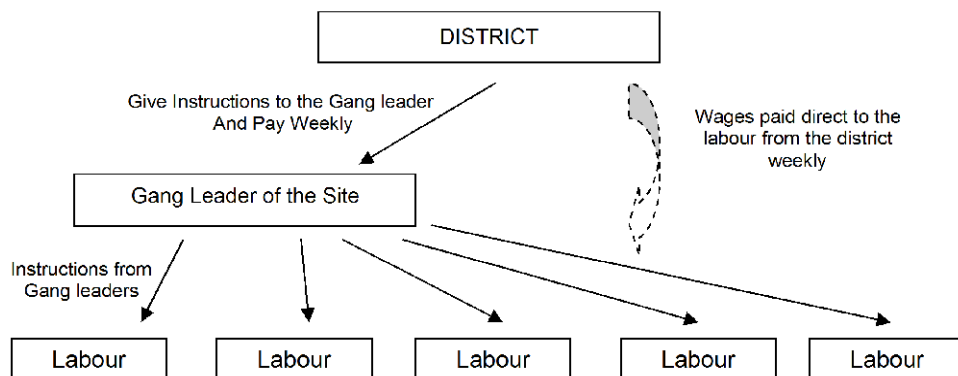 DISTRICT
Give Instructions to the Gang leader
And Pay Weekly
Wages paid direct to the
labour from the district
weekly
Gang Leader of the Site
Instructions from
Gang leaders
Labour
Labour
Labour
Labour
Labour